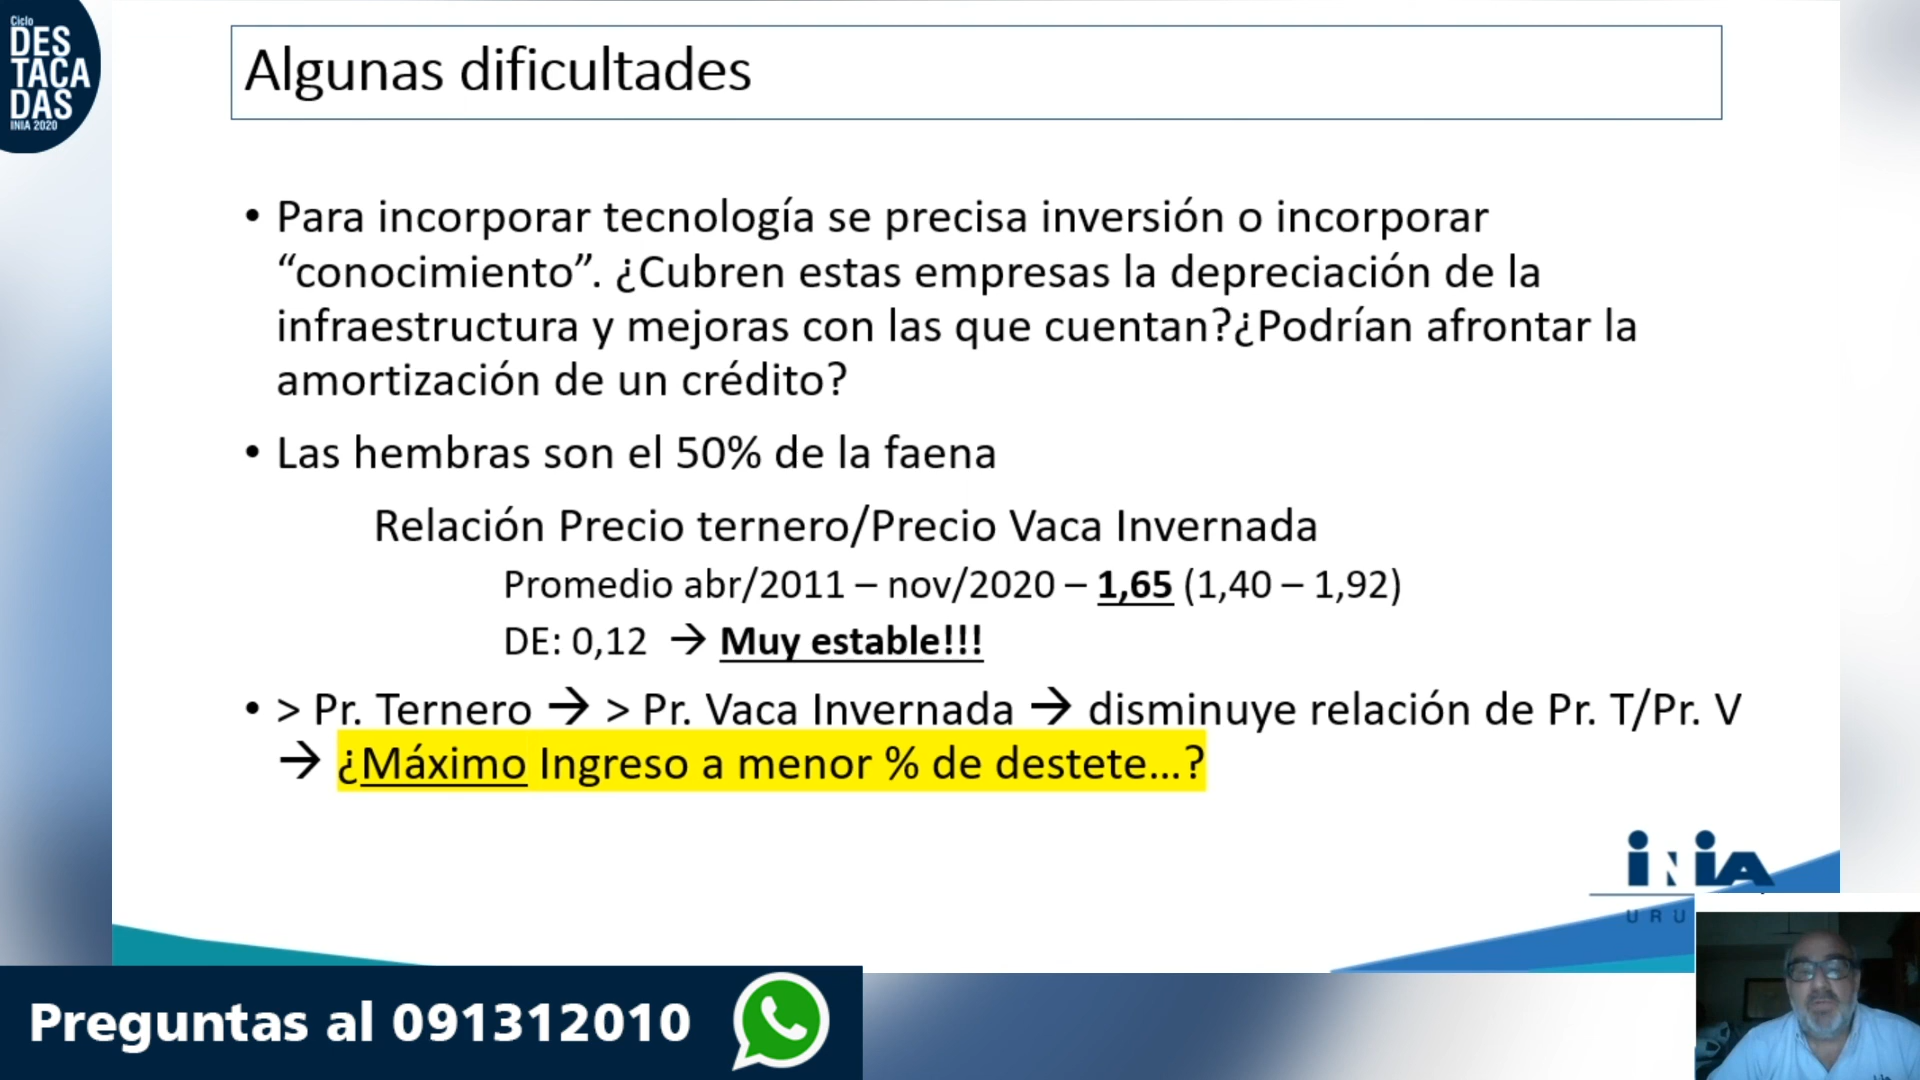 Ciclo
DES
TACA
DAS
INIA 2020
Algunas dificultades
• Para incorporar tecnología se precisa inversión o incorporar
“conocimiento”. ¿Cubren estas empresas la depreciación de la
infraestructura y mejoras con las que cuentan?¿Podrían afrontar la
amortización de un crédito?
• Las hembras son el 50% de la faena
Relación Precio ternero/Precio Vaca Invernada
Promedio abr/2011 – nov/2020 – 1,65 (1,40 – 1,92)
DE: 0,12 → Muy estable!!!
• > Pr. Ternero → > Pr. Vaca Invernada → disminuye relación de Pr. T/Pr. V
→ ¿Máximo Ingreso a menor % de destete...?
INIA
URU
Preguntas al 091312010